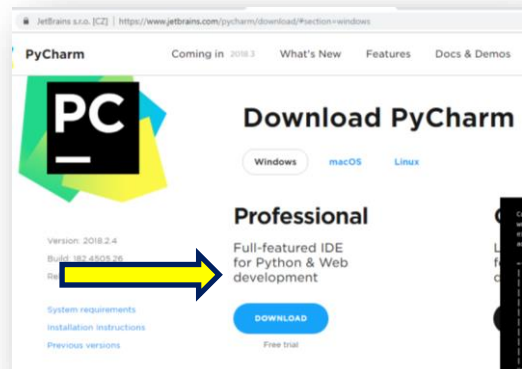 JetBrains s.r.o. [CZ] | https://www.jetbrains.com/pycharm/download/#section=windows
PyCharm
Coming in 2018.3 What's New Features Docs & Demos
PC
Download PyCharm
Windows macOS Linux
Professional
Full-featured IDE
for Python & Web
development
DOWNLOAD
Free trial
Version: 2018.2.4
Build: 182.4505.26
System requirements
Installation Instructions
Previous versions